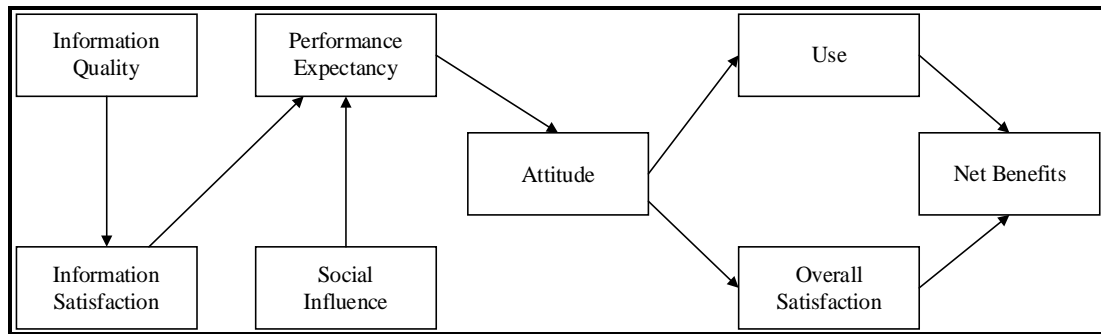 Information
Quality
Performance
Expectancy
Use
Attitude
Net Benefits
Information
Satisfaction
Social
Influence
Overall
Satisfaction